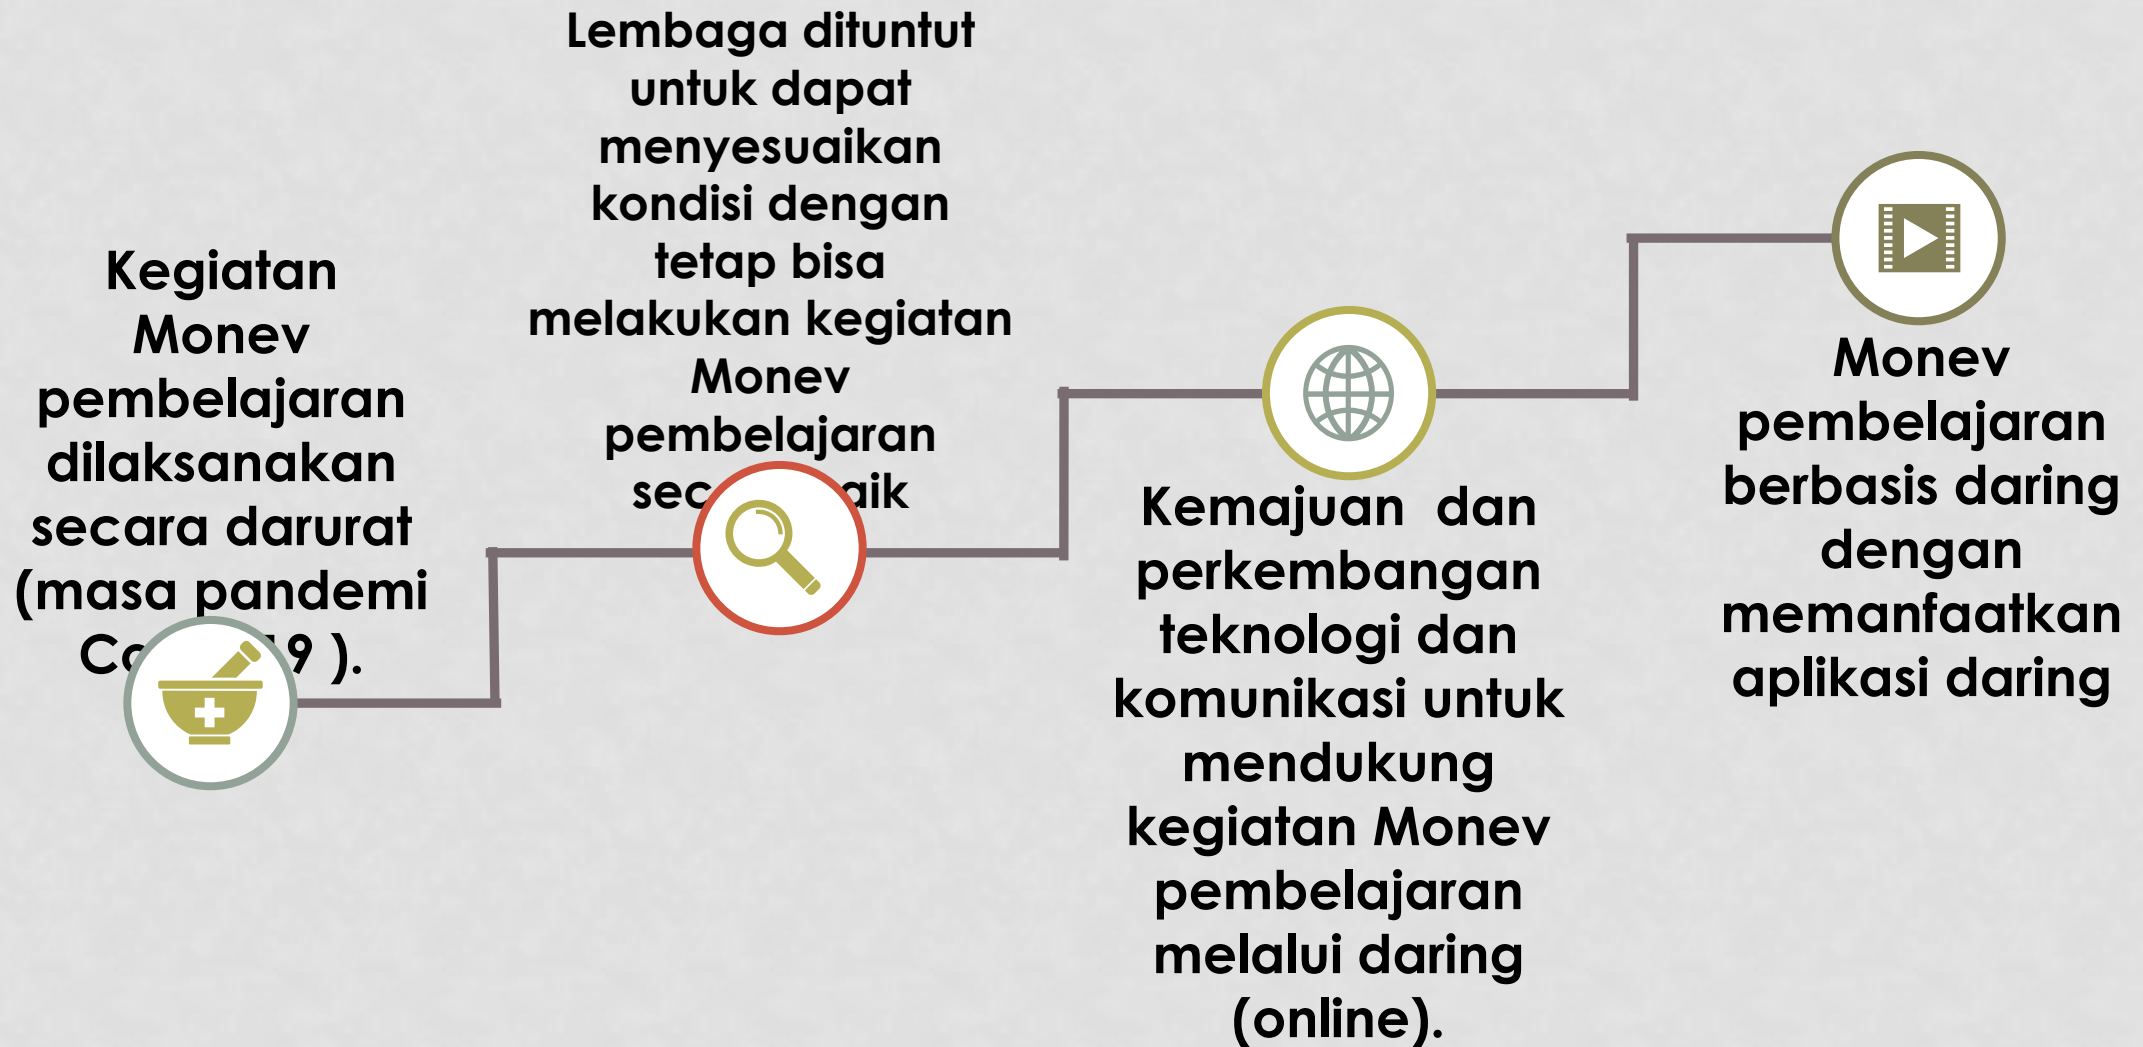 Kegiatan
Monev
pembelajaran
dilaksanakan
secara darurat
(masa pandemi
9 ).
Lembaga dituntut
untuk dapat
menyesuaikan
kondisi dengan
tetap bisa
melakukan kegiatan
Monev
pembelajaran
Kemajuan  dan
perkembangan
teknologi dan
komunikasi untuk
mendukung
kegiatan Monev
pembelajaran
melalui daring
(online).
Monev
pembelajaran
berbasis daring
dengan
memanfaatkan
aplikasi daring